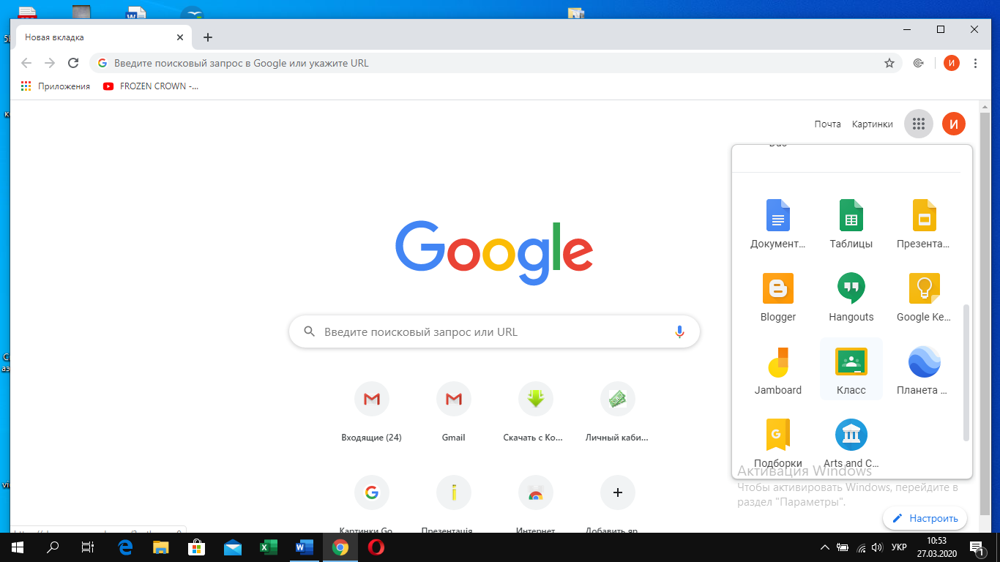 Новая вкладка
Введите поисковый запрос в Google или укажите URL
Приложения
FROZEN CROWN -...
Почта Картинки
И
И
Документ... Таблицы Презента...
Blogger Hangouts Google Ke...
Jamboard Класс Планета ...
Подборки Arts and C...
Google
Введите поисковый запрос или URL
Входящие (24) Gmail Скачать с Ко... Личный каби...
Картинки Go Презентація Интернет Добавить яр
Активация Windows
Чтобы активировать Windows, перейдите в
раздел "Параметры".
Настроить
УКР
10:53
27.03.2020
1